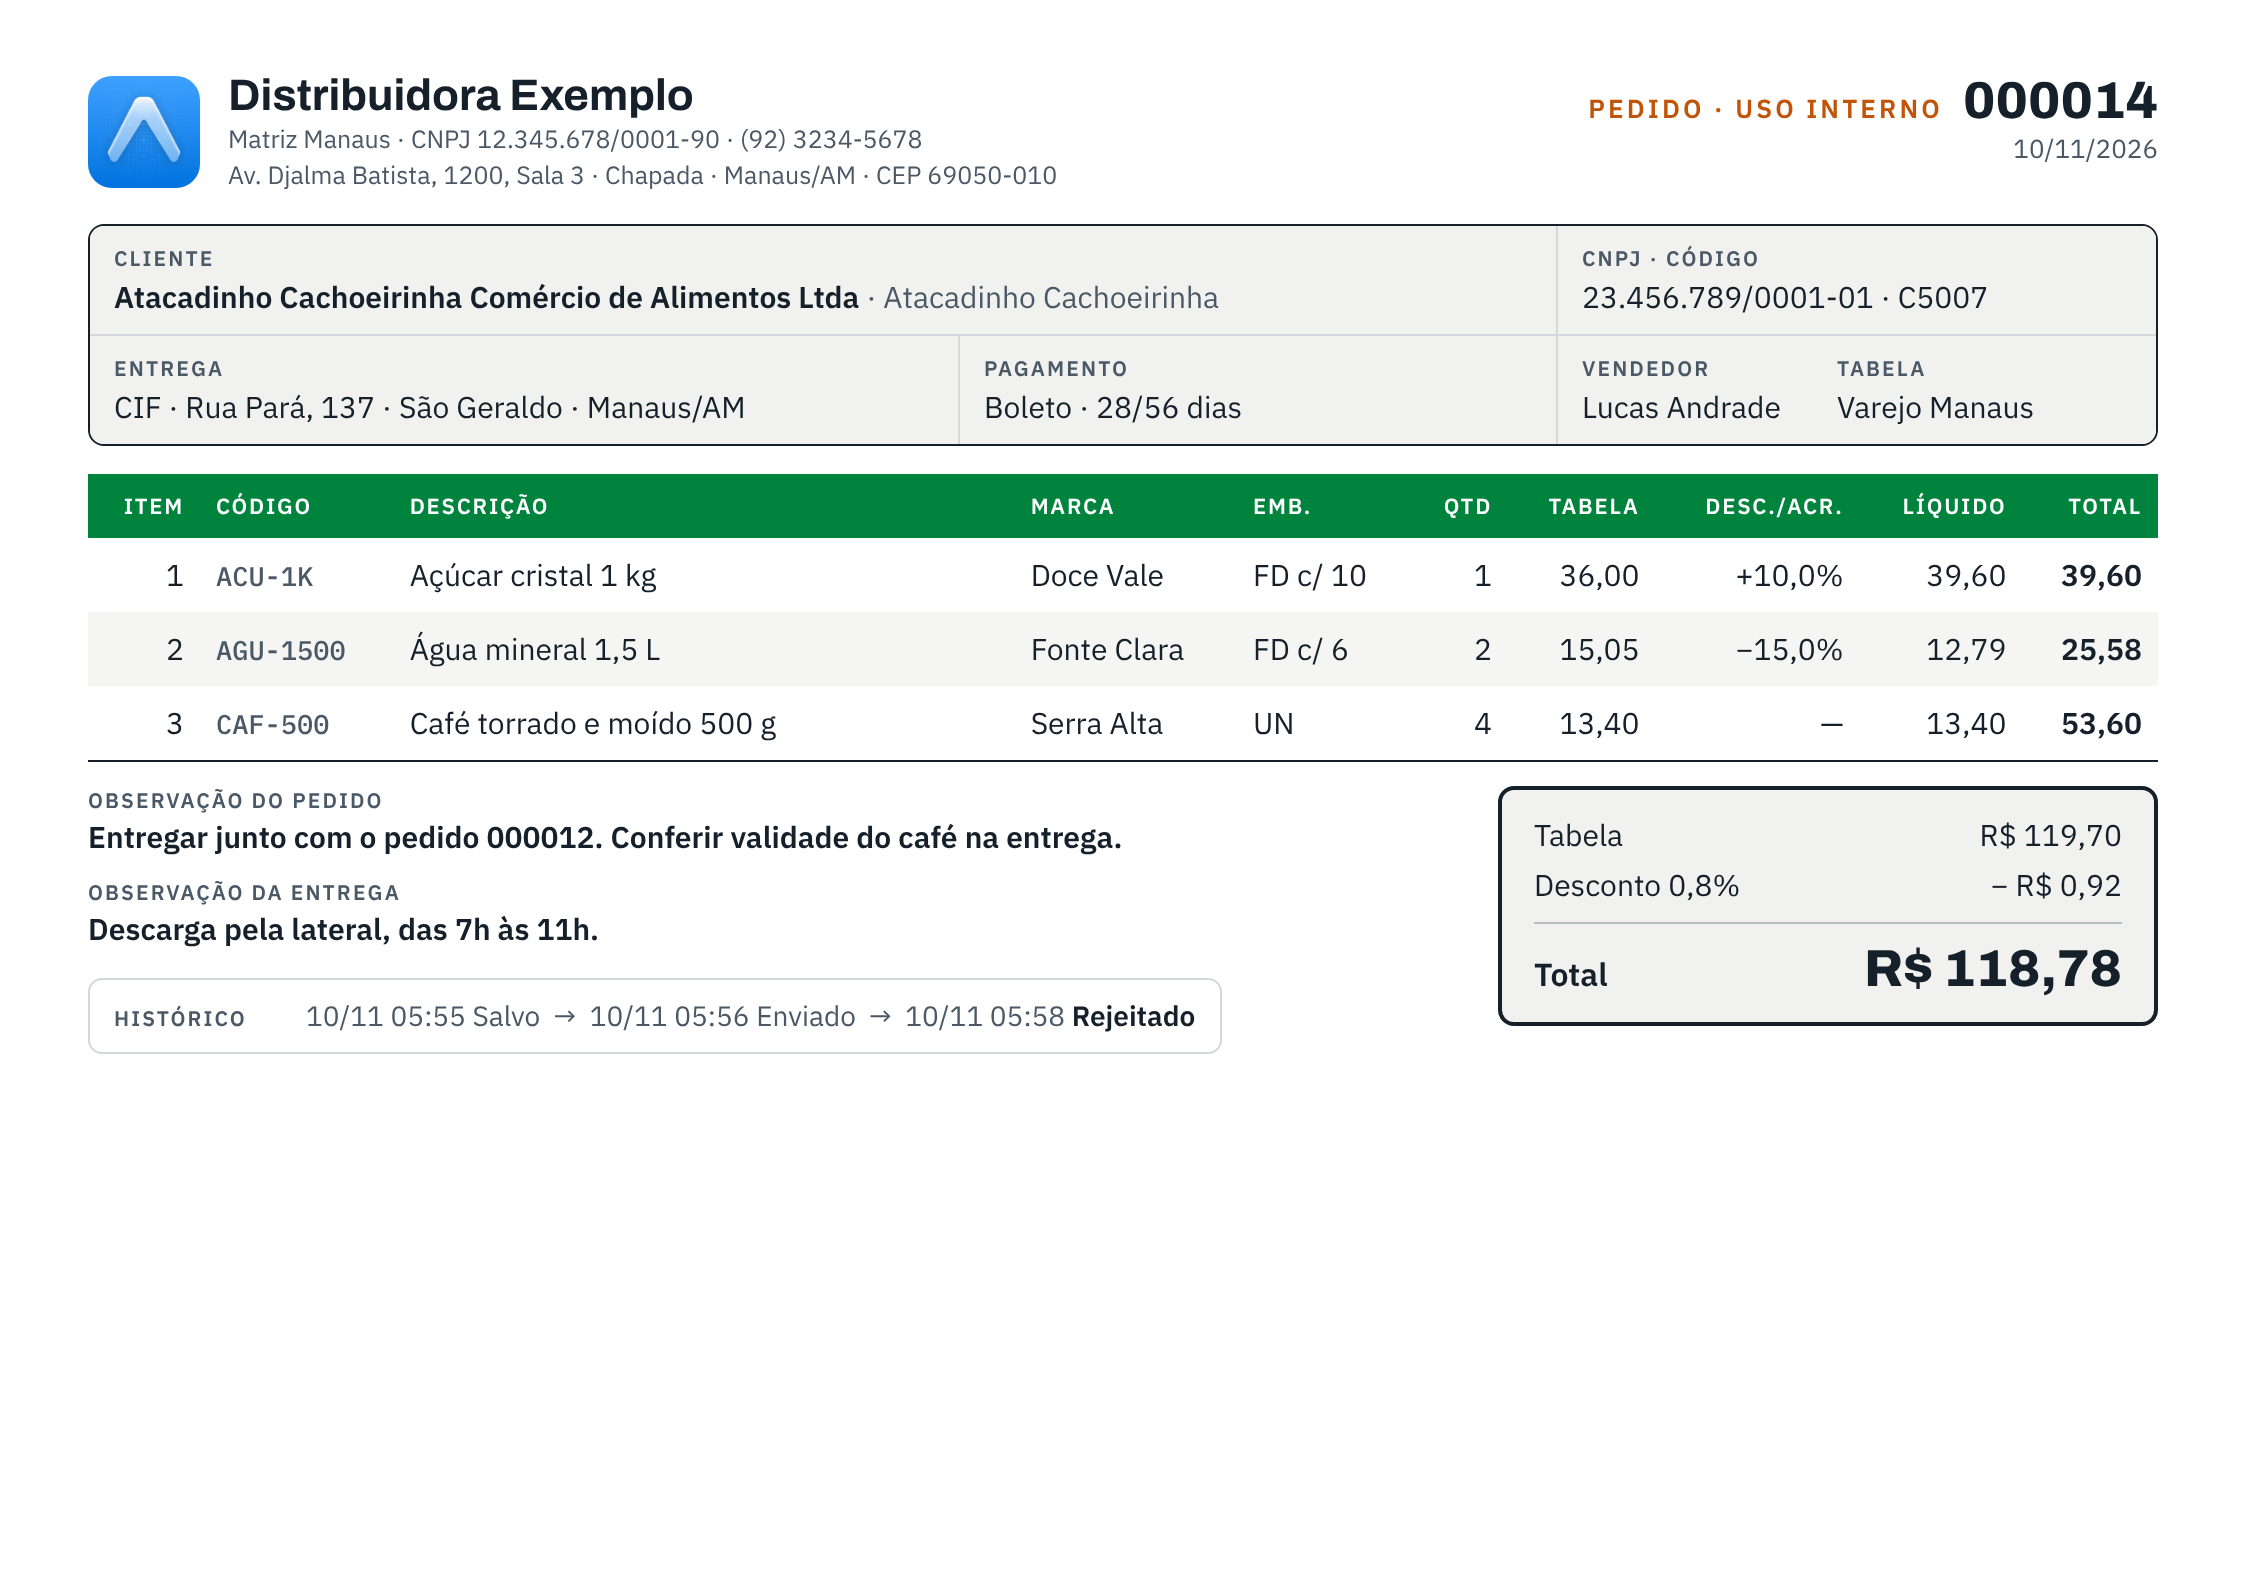 Distribuidora Exemplo
Matriz Manaus · CNPJ 12.345.678/0001-90 · (92) 3234-5678
Av. Djalma Batista, 1200, Sala 3 · Chapada · Manaus/AM · CEP 69050-010
PEDIDO · USO INTERNO 000014
10/11/2026
CLIENTE
Atacadinho Cachoeirinha Comércio de Alimentos Ltda · Atacadinho Cachoeirinha
CNPJ · CÓDIGO
23.456.789/0001-01 · C5007
ENTREGA
CIF · Rua Pará, 137 · São Geraldo · Manaus/AM
PAGAMENTO
Boleto · 28/56 dias
VENDEDOR
Lucas Andrade
TABELA
Varejo Manaus
ITEM CÓDIGO DESCRIÇÃO MARCA EMB. QTD TABELA DESC./ACR. LÍQUIDO TOTAL
1 ACU-1K Açúcar cristal 1 kg Doce Vale FD c/ 10 1 36,00 +10,0% 39,60 39,60
2 AGU-1500 Água mineral 1,5 L Fonte Clara FD c/ 6 2 15,05 −15,0% 12,79 25,58
3 CAF-500 Café torrado e moído 500 g Serra Alta UN 4 13,40 — 13,40 53,60
OBSERVAÇÃO DO PEDIDO
Entregar junto com o pedido 000012. Conferir validade do café na entrega.
OBSERVAÇÃO DA ENTREGA
Descarga pela lateral, das 7h às 11h.
HISTÓRICO 10/11 05:55 Salvo → 10/11 05:56 Enviado → 10/11 05:58 Rejeitado
Tabela R$ 119,70
Desconto 0,8% − R$ 0,92
Total R$ 118,78